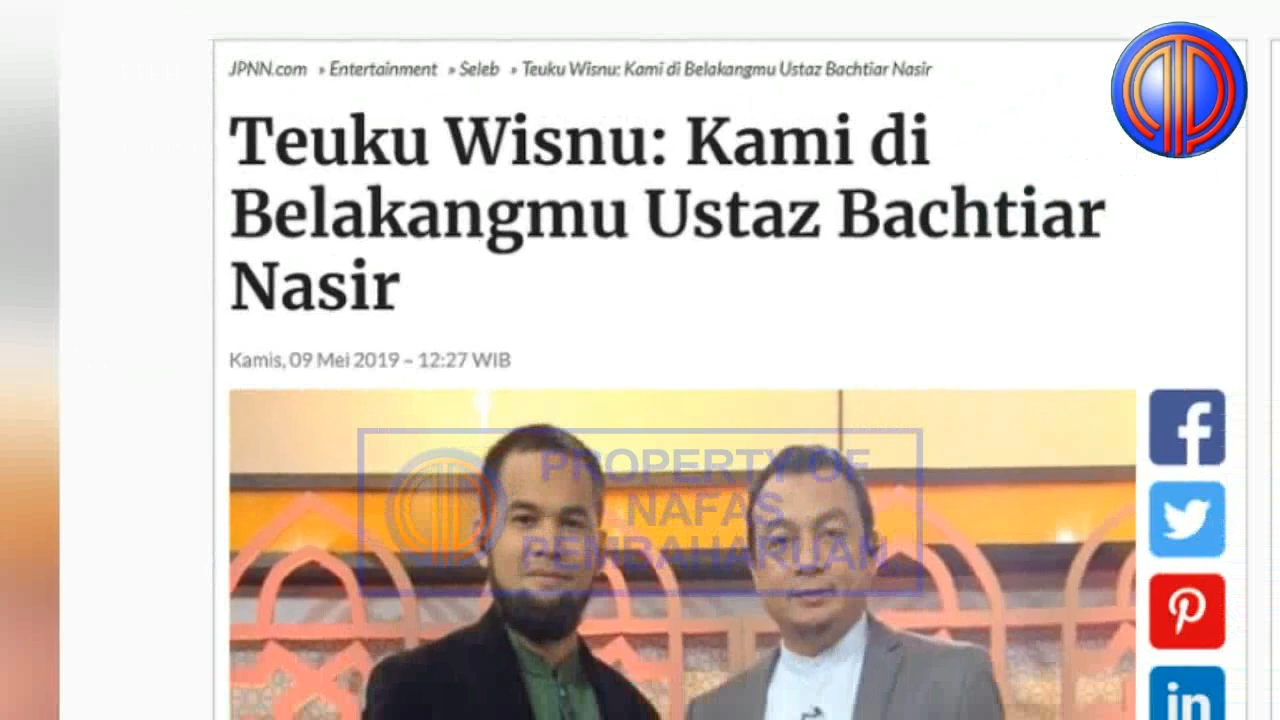 JPNN.com » Entertainment » Seleb » Teuku Wisnu: Kami di Belakangmu Ustaz Bachtiar Nasir
Teuku Wisnu: Kami di
Belakangmu Ustaz Bachtiar
Nasir
Kamis, 09 Mei 2019 – 12:27 WIB
PROPERTY OF
NAFAS
PEMBAHARUAN